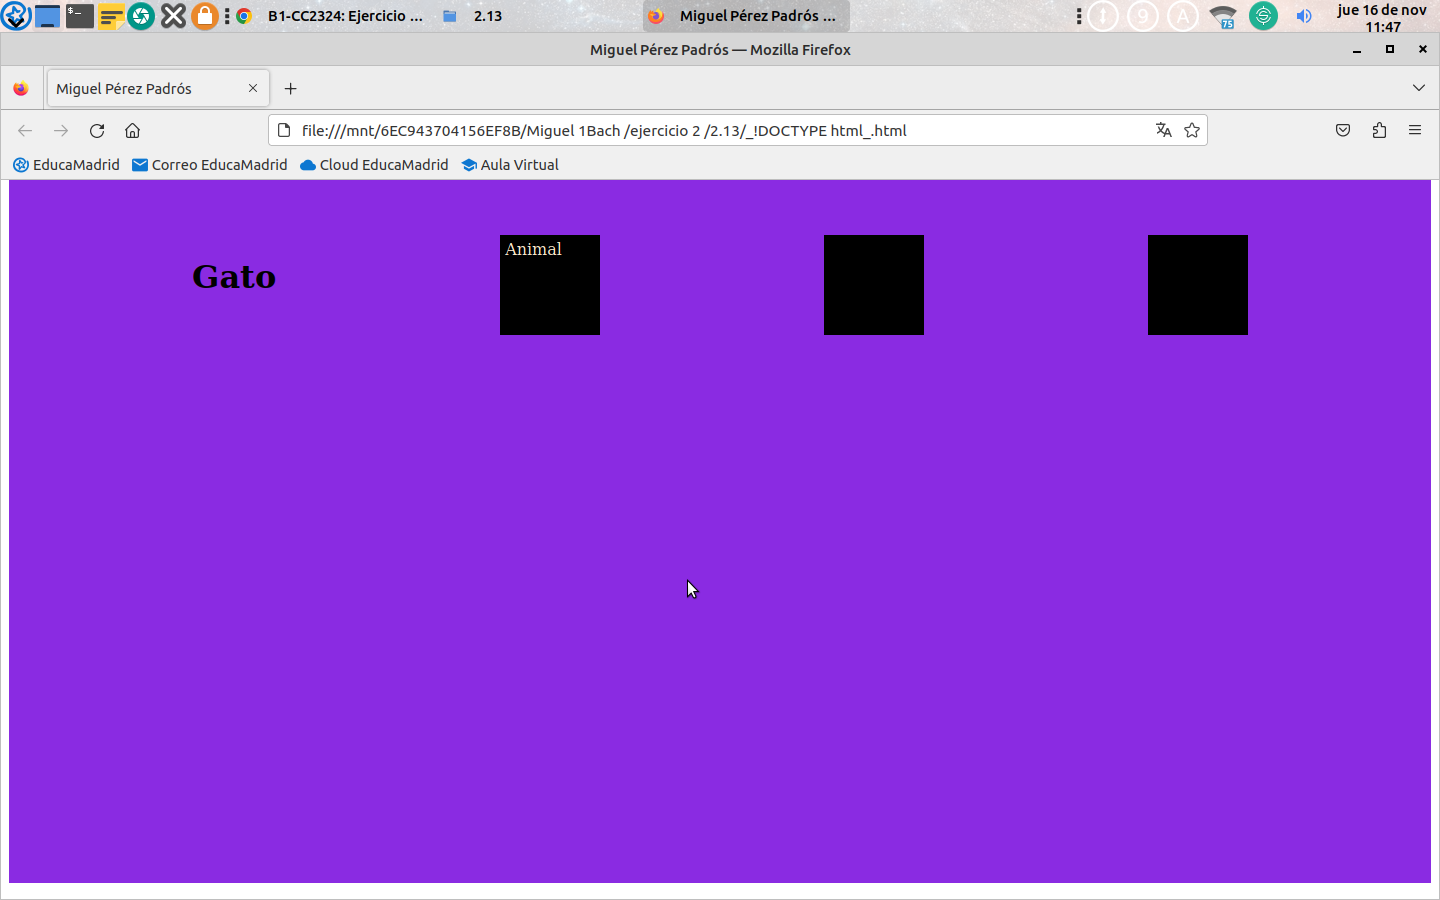 B1-CC2324: Ejercicio ...
2.13
Miguel Pérez Padrós ...
9
A
75
jue 16 de nov
11:47
Miguel Pérez Padrós — Mozilla Firefox
Miguel Pérez Padrós
file:///mnt/6EC943704156EF8B/Miguel 1Bach /ejercicio 2 /2.13/_!DOCTYPE html_.html
EducaMadrid Correo EducaMadrid Cloud EducaMadrid Aula Virtual
Animal
Gato